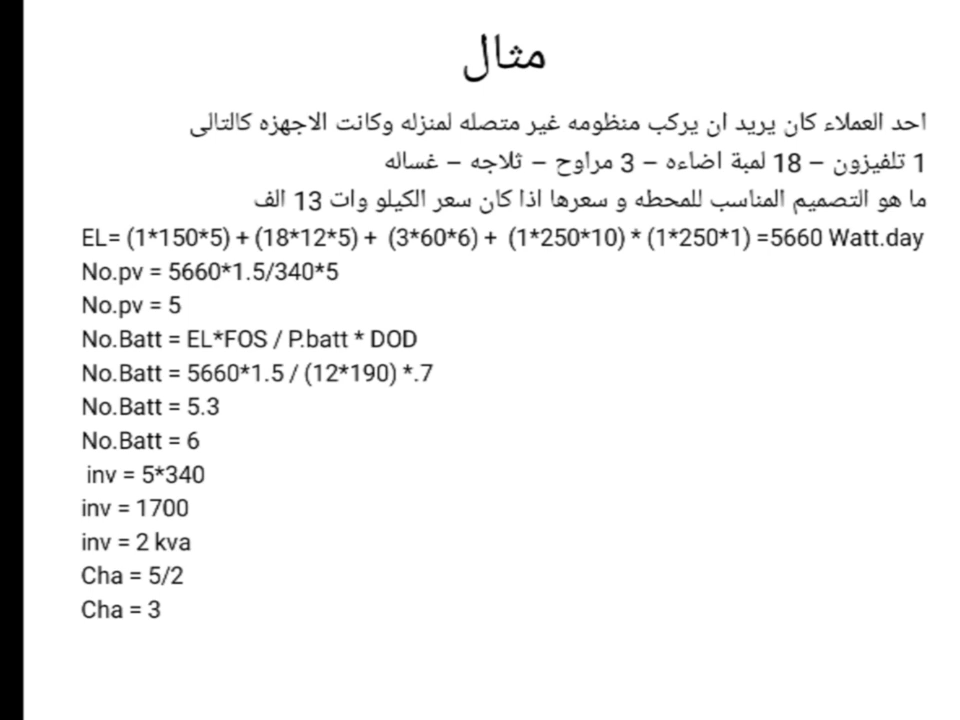 مثال
احد العملاء كان يريد ان يركب منظومه غير متصله لمنزله وكانت الاجهزه كالتالى
1 تلفيزون – 18 لمبة اضاءه – 3 مراوح – ثلاجه – غساله
ما هو التصميم المناسب للمحطه و سعرها اذا كان سعر الكيلو وات 13 الف
EL= (1*150*5) + (18*12*5) + (3*60*6) + (1*250*10) * (1*250*1) =5660 Watt.day
No.pv = 5660*1.5/340*5
No.pv = 5
No.Batt = EL*FOS / P.batt * DOD
No.Batt = 5660*1.5 / (12*190) *.7
No.Batt = 5.3
No.Batt = 6
inv = 5*340
inv = 1700
inv = 2 kva
Cha = 5/2
Cha = 3